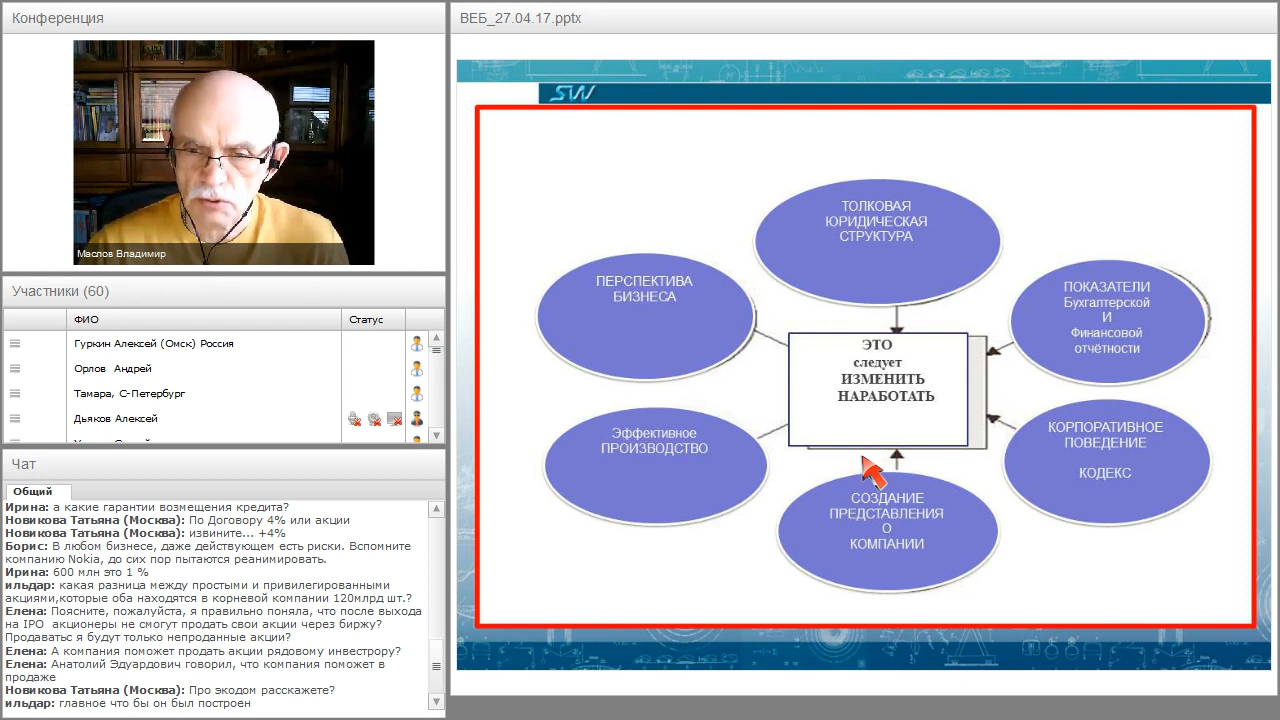 Конференция
Маслов Владимир
Участники (60)
ФИО
Статус
Гуркин Алексей (Омск) Россия
Орлов Андрей
Тамара, С-Петербург
Дьяков Алексей
Чат
Общий
Ирина: а какие гарантии возмещения кредита?
Новикова Татьяна (Москва): По Договору 4% или акции
Новикова Татьяна (Москва): извините... +4%
Борис: В любом бизнесе, даже действующем есть риски. Вспомните
компанию Nokia, до сих пор пытаются реанимировать.
Ирина: 600 млн это 1 %
ильдар: какая разница между простыми и привилегированными
акциями,которые оба находятся в корневой компании 120млрд шт.?
Елена: Поясните, пожалуйста, я правильно поняла, что после выхода
на IPO акционеры не смогут продать свои акции через биржу?
Продаватьс я будут только непроданные акции?
Елена: А компания поможет продать акции рядовому инвестрору?
Елена: Анатолий Эдуардович говорил, что компания поможет в
продаже
Новикова Татьяна (Москва): Про экодом расскажете?
ильдар: главное что бы он был построен
ВЕБ_27.04.17.pptx
SW
ТОЛКОВАЯ
ЮРИДИЧЕСКАЯ
СТРУКТУРА
ПЕРСПЕКТИВА
БИЗНЕСА
ПОКАЗАТЕЛИ
Бухгалтерской
И
Финансовой
отчётности
ЭТО
следует
ИЗМЕНИТЬ
НАРАБОТАТЬ
Эффективное
ПРОИЗВОДСТВО
КОРПОРАТИВНОЕ
ПОВЕДЕНИЕ
КОДЕКС
СОЗДАНИЕ
ПРЕДСТАВЛЕНИЯ
О
КОМПАНИИ